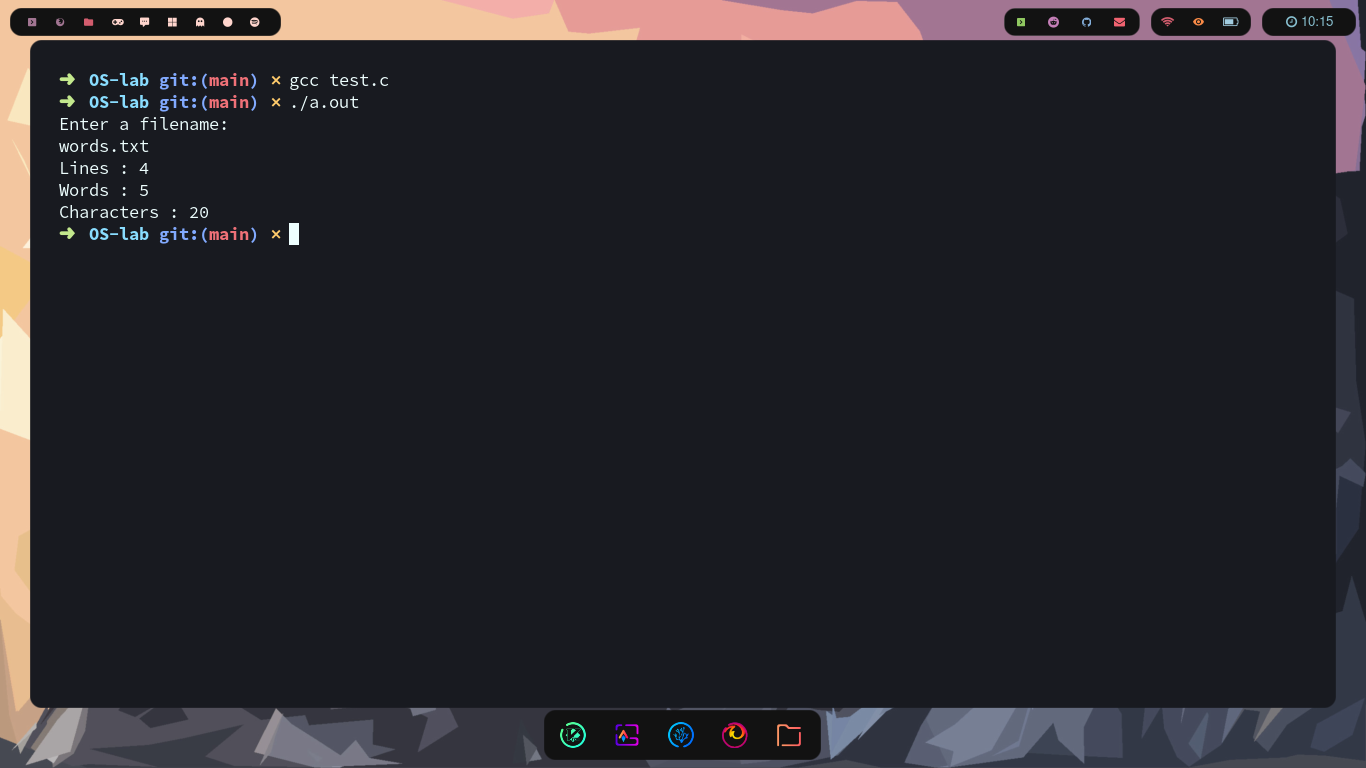 10:15
➜ OS-lab git:(main) × gcc test.c
➜ OS-lab git:(main) × ./a.out
Enter a filename:
words.txt
Lines : 4
Words : 5
Characters : 20
➜ OS-lab git:(main) ×